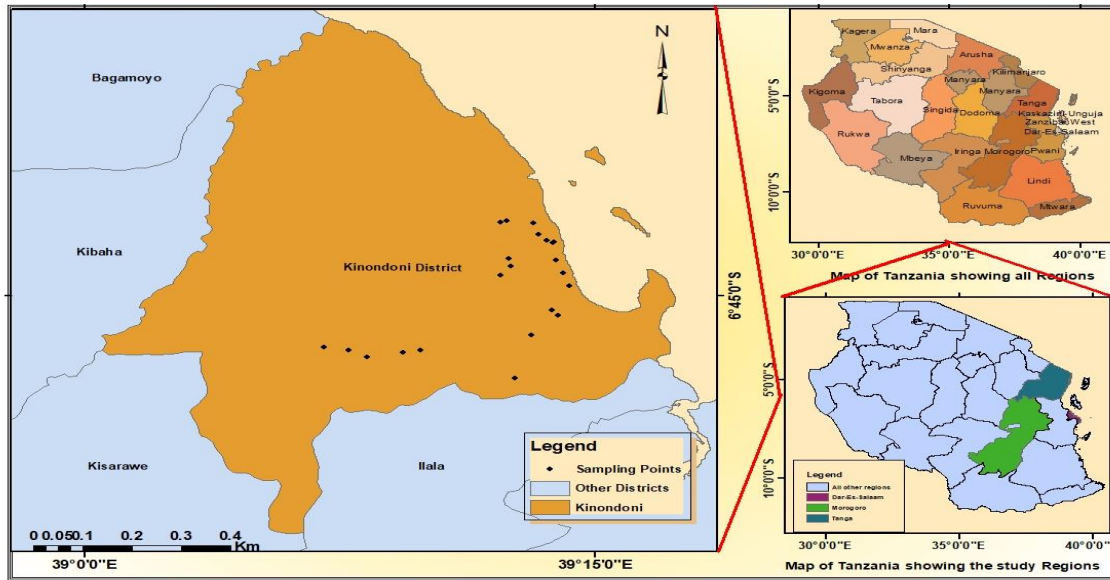 Bagamoyo
N
Kibaha
Kinondoni District
Kisarawe
Ilala
Legend
Sampling Points
Other Districts
Kinondoni
0 0.05 0.1 0.2 0.3 0.4
Km
39°0'0"E
39°15'0"E
6°45'0"S
Kagera
Mara
Mwanza
Arusha
Shinyanga
Kilimanjaro
Manyara
Manyara
Kigoma
Tabora
Singida
Dodoma
Tanga
Kaskazini-Unguja
Zanzibar West
Dar-Es-Salaam
Rukwa
Iringa
Morogoro
Pwani
Mbeya
Lindi
Ruvuma
Mtwara
5°0'0"S
10°0'0"S
30°0'0"E
35°0'0"E
40°0'0"E
Map of Tanzania showing all Regions
5°0'0"S
10°0'0"S
Legend
All other regions
Dar-Es-Salaam
Morogoro
Tanga
30°0'0"E
35°0'0"E
40°0'0"E
Map of Tanzania showing the study Regions